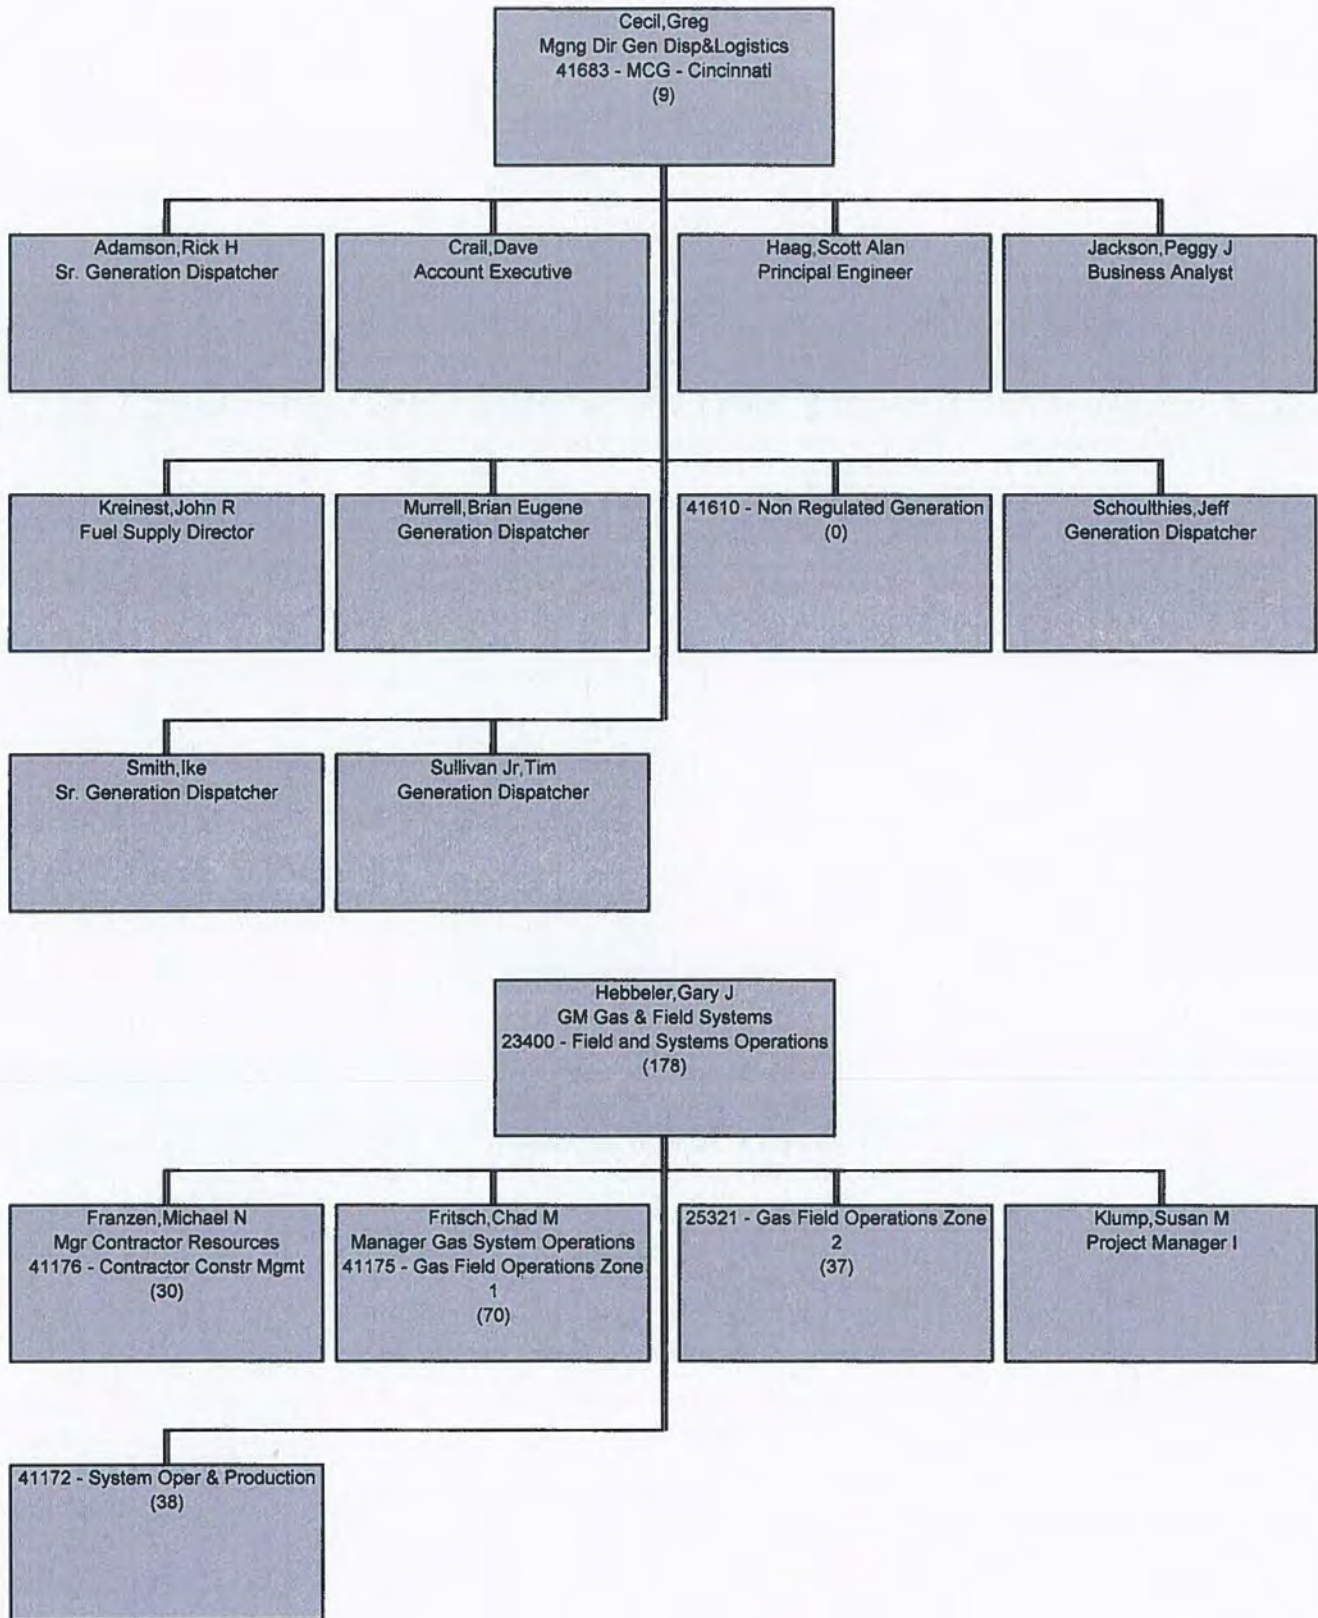 Cecil,Greg
Mgng Dir Gen Disp&Logistics
41683 - MCG - Cincinnati
(9)
Adamson,Rick H
Sr. Generation Dispatcher
Crail,Dave
Account Executive
Haag,Scott Alan
Principal Engineer
Jackson,Peggy J
Business Analyst
Kreinest,John R
Fuel Supply Director
Murrell,Brian Eugene
Generation Dispatcher
41610 - Non Regulated Generation
(0)
Schoulthies,Jeff
Generation Dispatcher
Smith,Ike
Sr. Generation Dispatcher
Sullivan Jr,Tim
Generation Dispatcher
Hebbeler,Gary J
GM Gas & Field Systems
23400 - Field and Systems Operations
(178)
Franzen,Michael N
Mgr Contractor Resources
41176 - Contractor Constr Mgmt
(30)
Fritsch,Chad M
Manager Gas System Operations
41175 - Gas Field Operations Zone
1
(70)
25321 - Gas Field Operations Zone
2
(37)
Klump,Susan M
Project Manager I
41172 - System Oper & Production
(38)